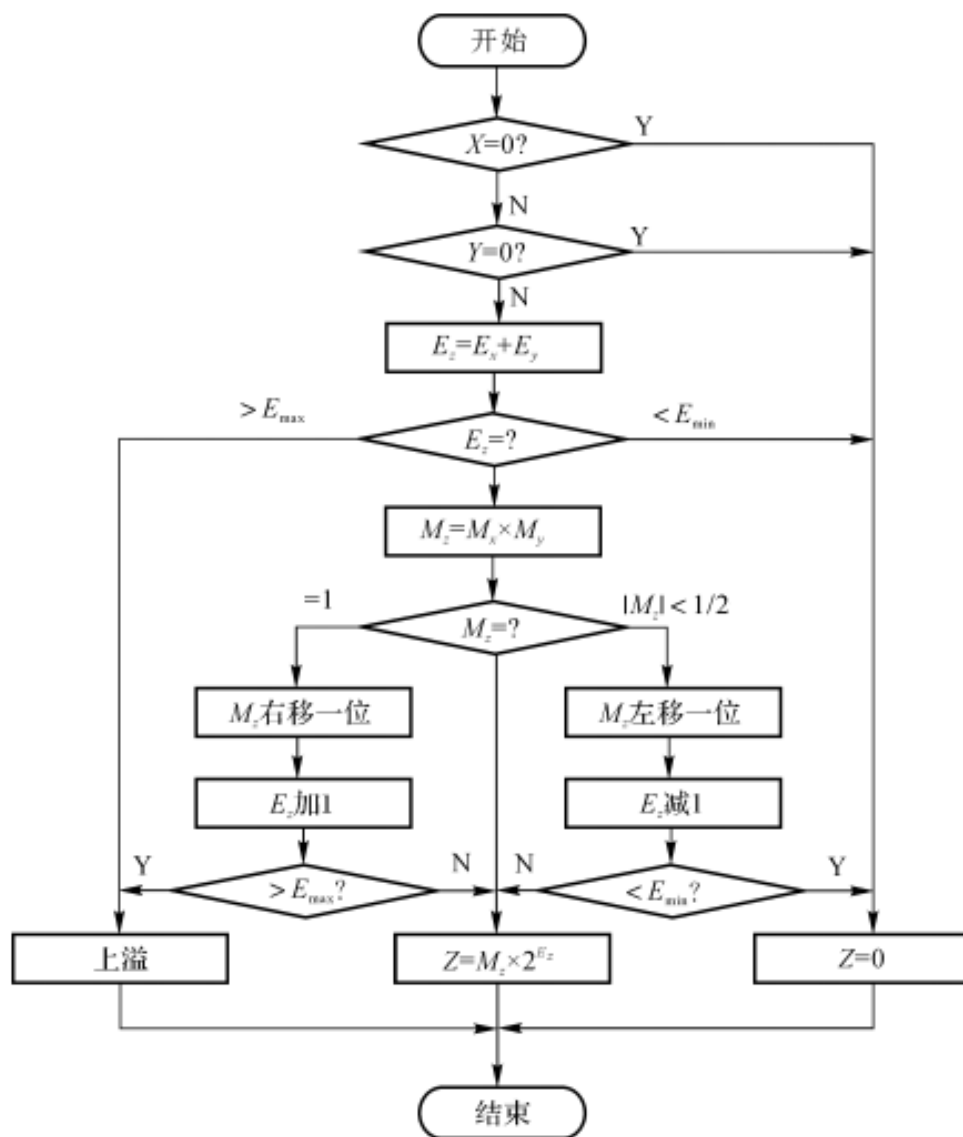 开始
X=0?
Y
N
Y=0?
Y
N
E_z=E_x+E_y
>E_max
E_z=?
<E_min
M_z=M_x×M_y
=1
M_z=?
|M_z|<1/2
M_z右移一位
M_z左移一位
E_z加1
E_z减1
Y
>E_max?
N
N
<E_min?
Y
上溢
Z=M_z×2^{E_z}
Z=0
结束